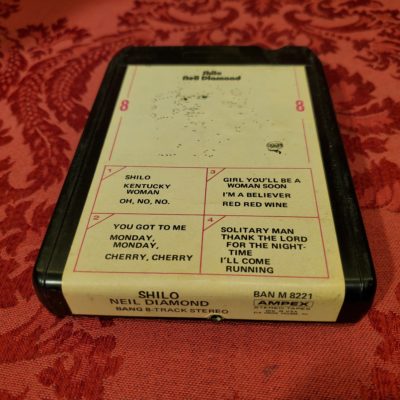 Shilo
Neil Diamond
8
8
1
SHILO
KENTUCKY
WOMAN
OH, NO, NO.
3
GIRL YOU'LL BE A
WOMAN SOON
I'M A BELIEVER
RED RED WINE
2
YOU GOT TO ME
MONDAY,
MONDAY,
CHERRY, CHERRY
4
SOLITARY MAN
THANK THE LORD
FOR THE NIGHT-
TIME
I'LL COME
RUNNING
SHILO
NEIL DIAMOND
BANG 8-TRACK STEREO
BAN M 8221
AMPEX
STEREO TAPES